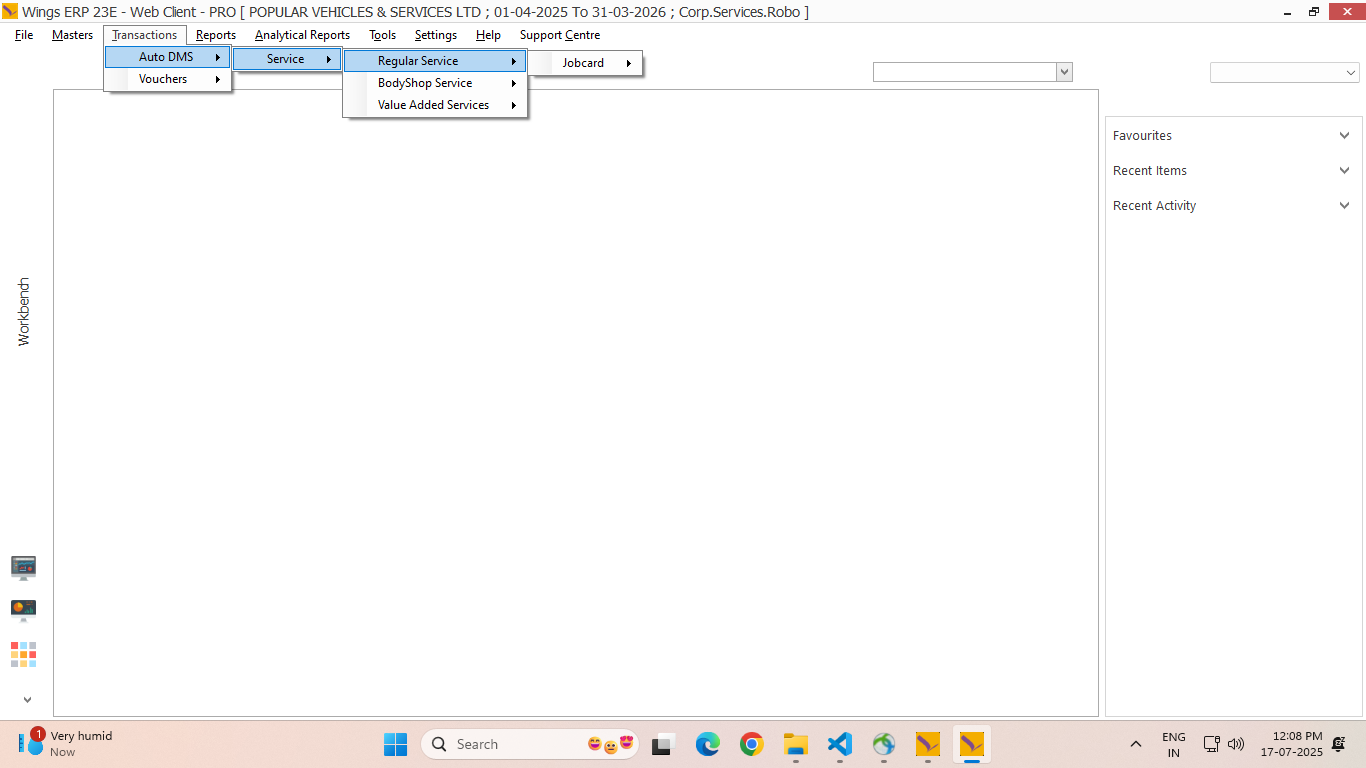 Wings ERP 23E - Web Client - PRO [ POPULAR VEHICLES & SERVICES LTD ; 01-04-2025 To 31-03-2026 ; Corp.Services.Robo ]
File Masters Transactions Reports Analytical Reports Tools Settings Help Support Centre
Auto DMS Service Regular Service Jobcard
Vouchers BodyShop Service
Value Added Services
Favourites
Recent Items
Recent Activity
Workbench
1 Very humid
Now
Search
ENG
IN
12:08 PM
17-07-2025